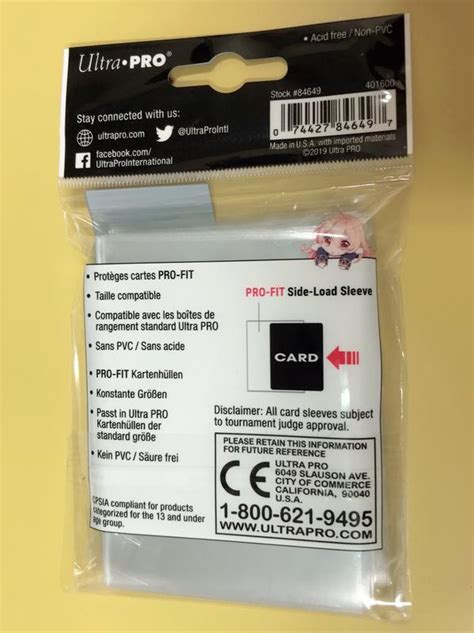 • Acid free / Non-PVC
Ultra•PRO®
Stock #84649
401600
Stay connected with us:
ultrapro.com
@UltraProIntl
facebook.com/
UltraProInternational
0 74427 84649 7
Made in U.S.A. with imported materials
©2019 Ultra PRO
• Protèges cartes PRO-FIT
• Taille compatible
• Compatible avec les boîtes de
rangement standard Ultra PRO
• Sans PVC / Sans acide
• PRO-FIT Kartenhüllen
• Konstante Größen
• Passt in Ultra PRO
Kartenhüllen der
standard größe
• Kein PVC / Säure frei
CPSIA compliant for products
categorized for the 13 and under
age group.
PRO-FIT Side-Load Sleeve
CARD
Disclaimer: All card sleeves subject
to tournament judge approval.
PLEASE RETAIN THIS INFORMATION
FOR FUTURE REFERENCE
CE
ULTRA PRO
6049 SLAUSON AVE.
CITY OF COMMERCE
CALIFORNIA, 90040
U.S.A.
1-800-621-9495
WWW.ULTRAPRO.COM